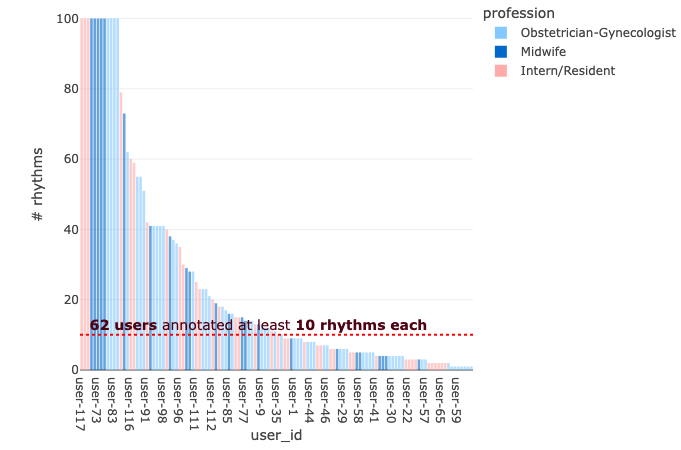 profession
Obstetrician-Gynecologist
Midwife
Intern/Resident
100
80
60
40
20
0
# rhythms
62 users annotated at least 10 rhythms each
user-117
user-73
user-83
user-116
user-91
user-98
user-96
user-111
user-112
user-85
user-77
user-9
user-35
user-1
user-44
user-46
user-29
user-58
user-41
user-30
user-22
user-57
user-65
user-59
user_id